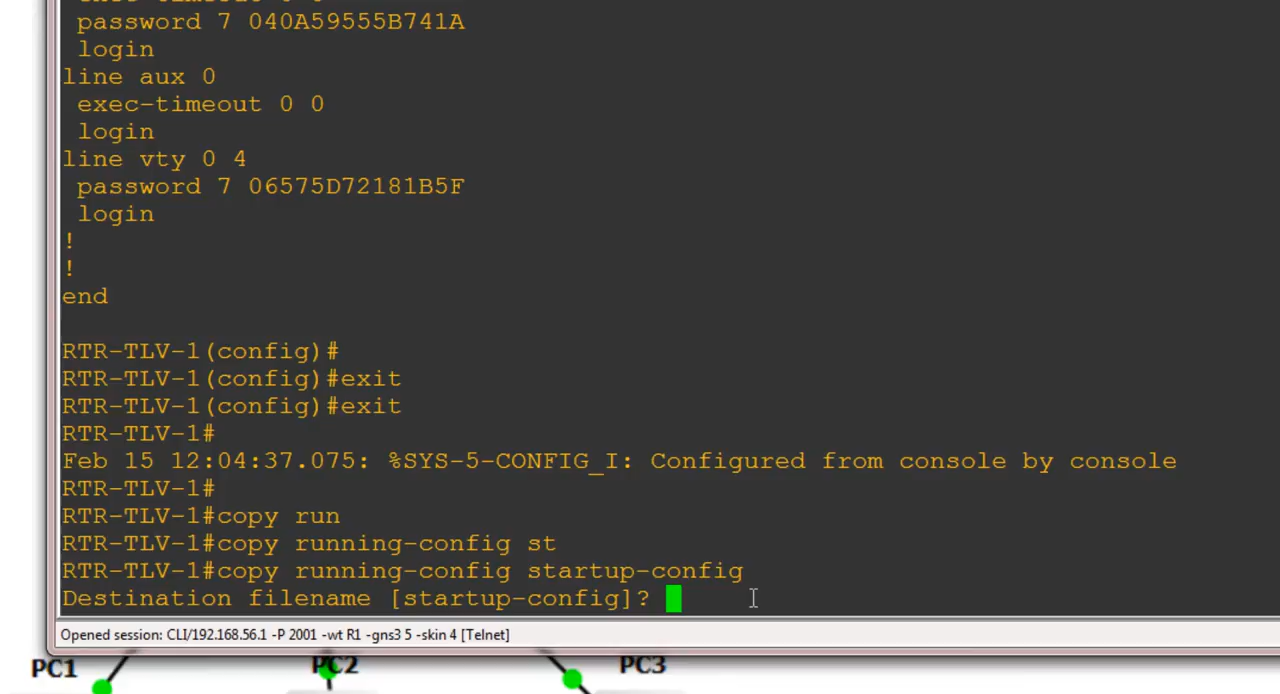 password 7 040A59555B741A
login
line aux 0
exec-timeout 0 0
login
line vty 0 4
password 7 06575D72181B5F
login
!
!
end
RTR-TLV-1(config)#
RTR-TLV-1(config)#exit
RTR-TLV-1(config)#exit
RTR-TLV-1#
Feb 15 12:04:37.075: %SYS-5-CONFIG_I: Configured from console by console
RTR-TLV-1#
RTR-TLV-1#copy run
RTR-TLV-1#copy running-config st
RTR-TLV-1#copy running-config startup-config
Destination filename [startup-config]?
Opened session: CLI/192.168.56.1 -P 2001 -wt R1 -gns3 5 -skin 4 [Telnet]
PC1 PC2 PC3